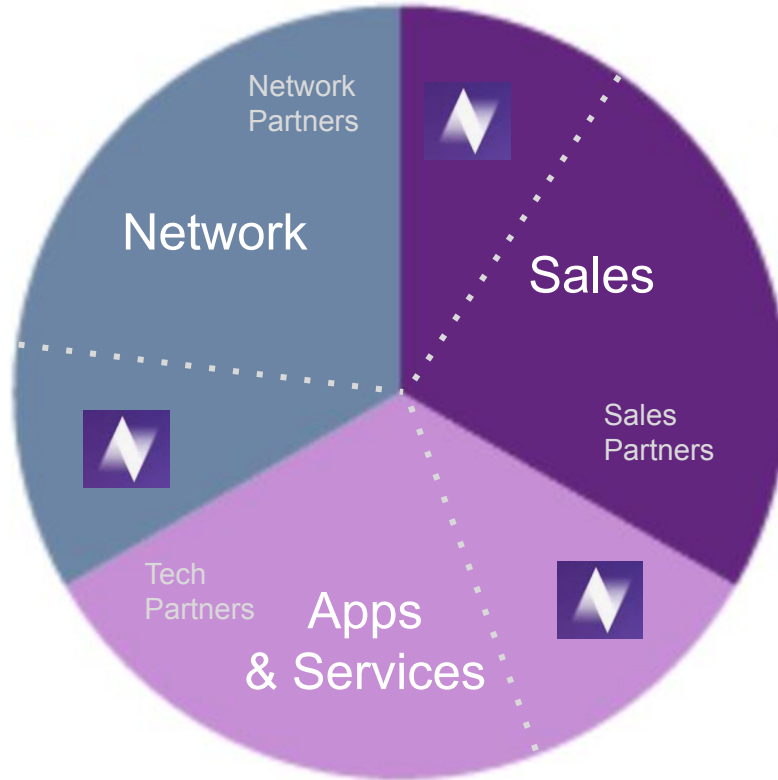 Network
Partners
Network
Sales
Sales
Partners
Tech
Partners
Apps
& Services